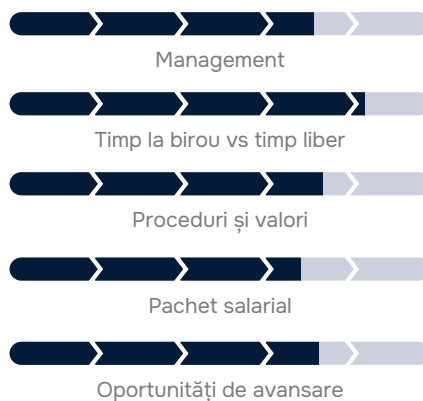 Management
Timp la birou vs timp liber
Proceduri și valori
Pachet salarial
Oportunități de avansare